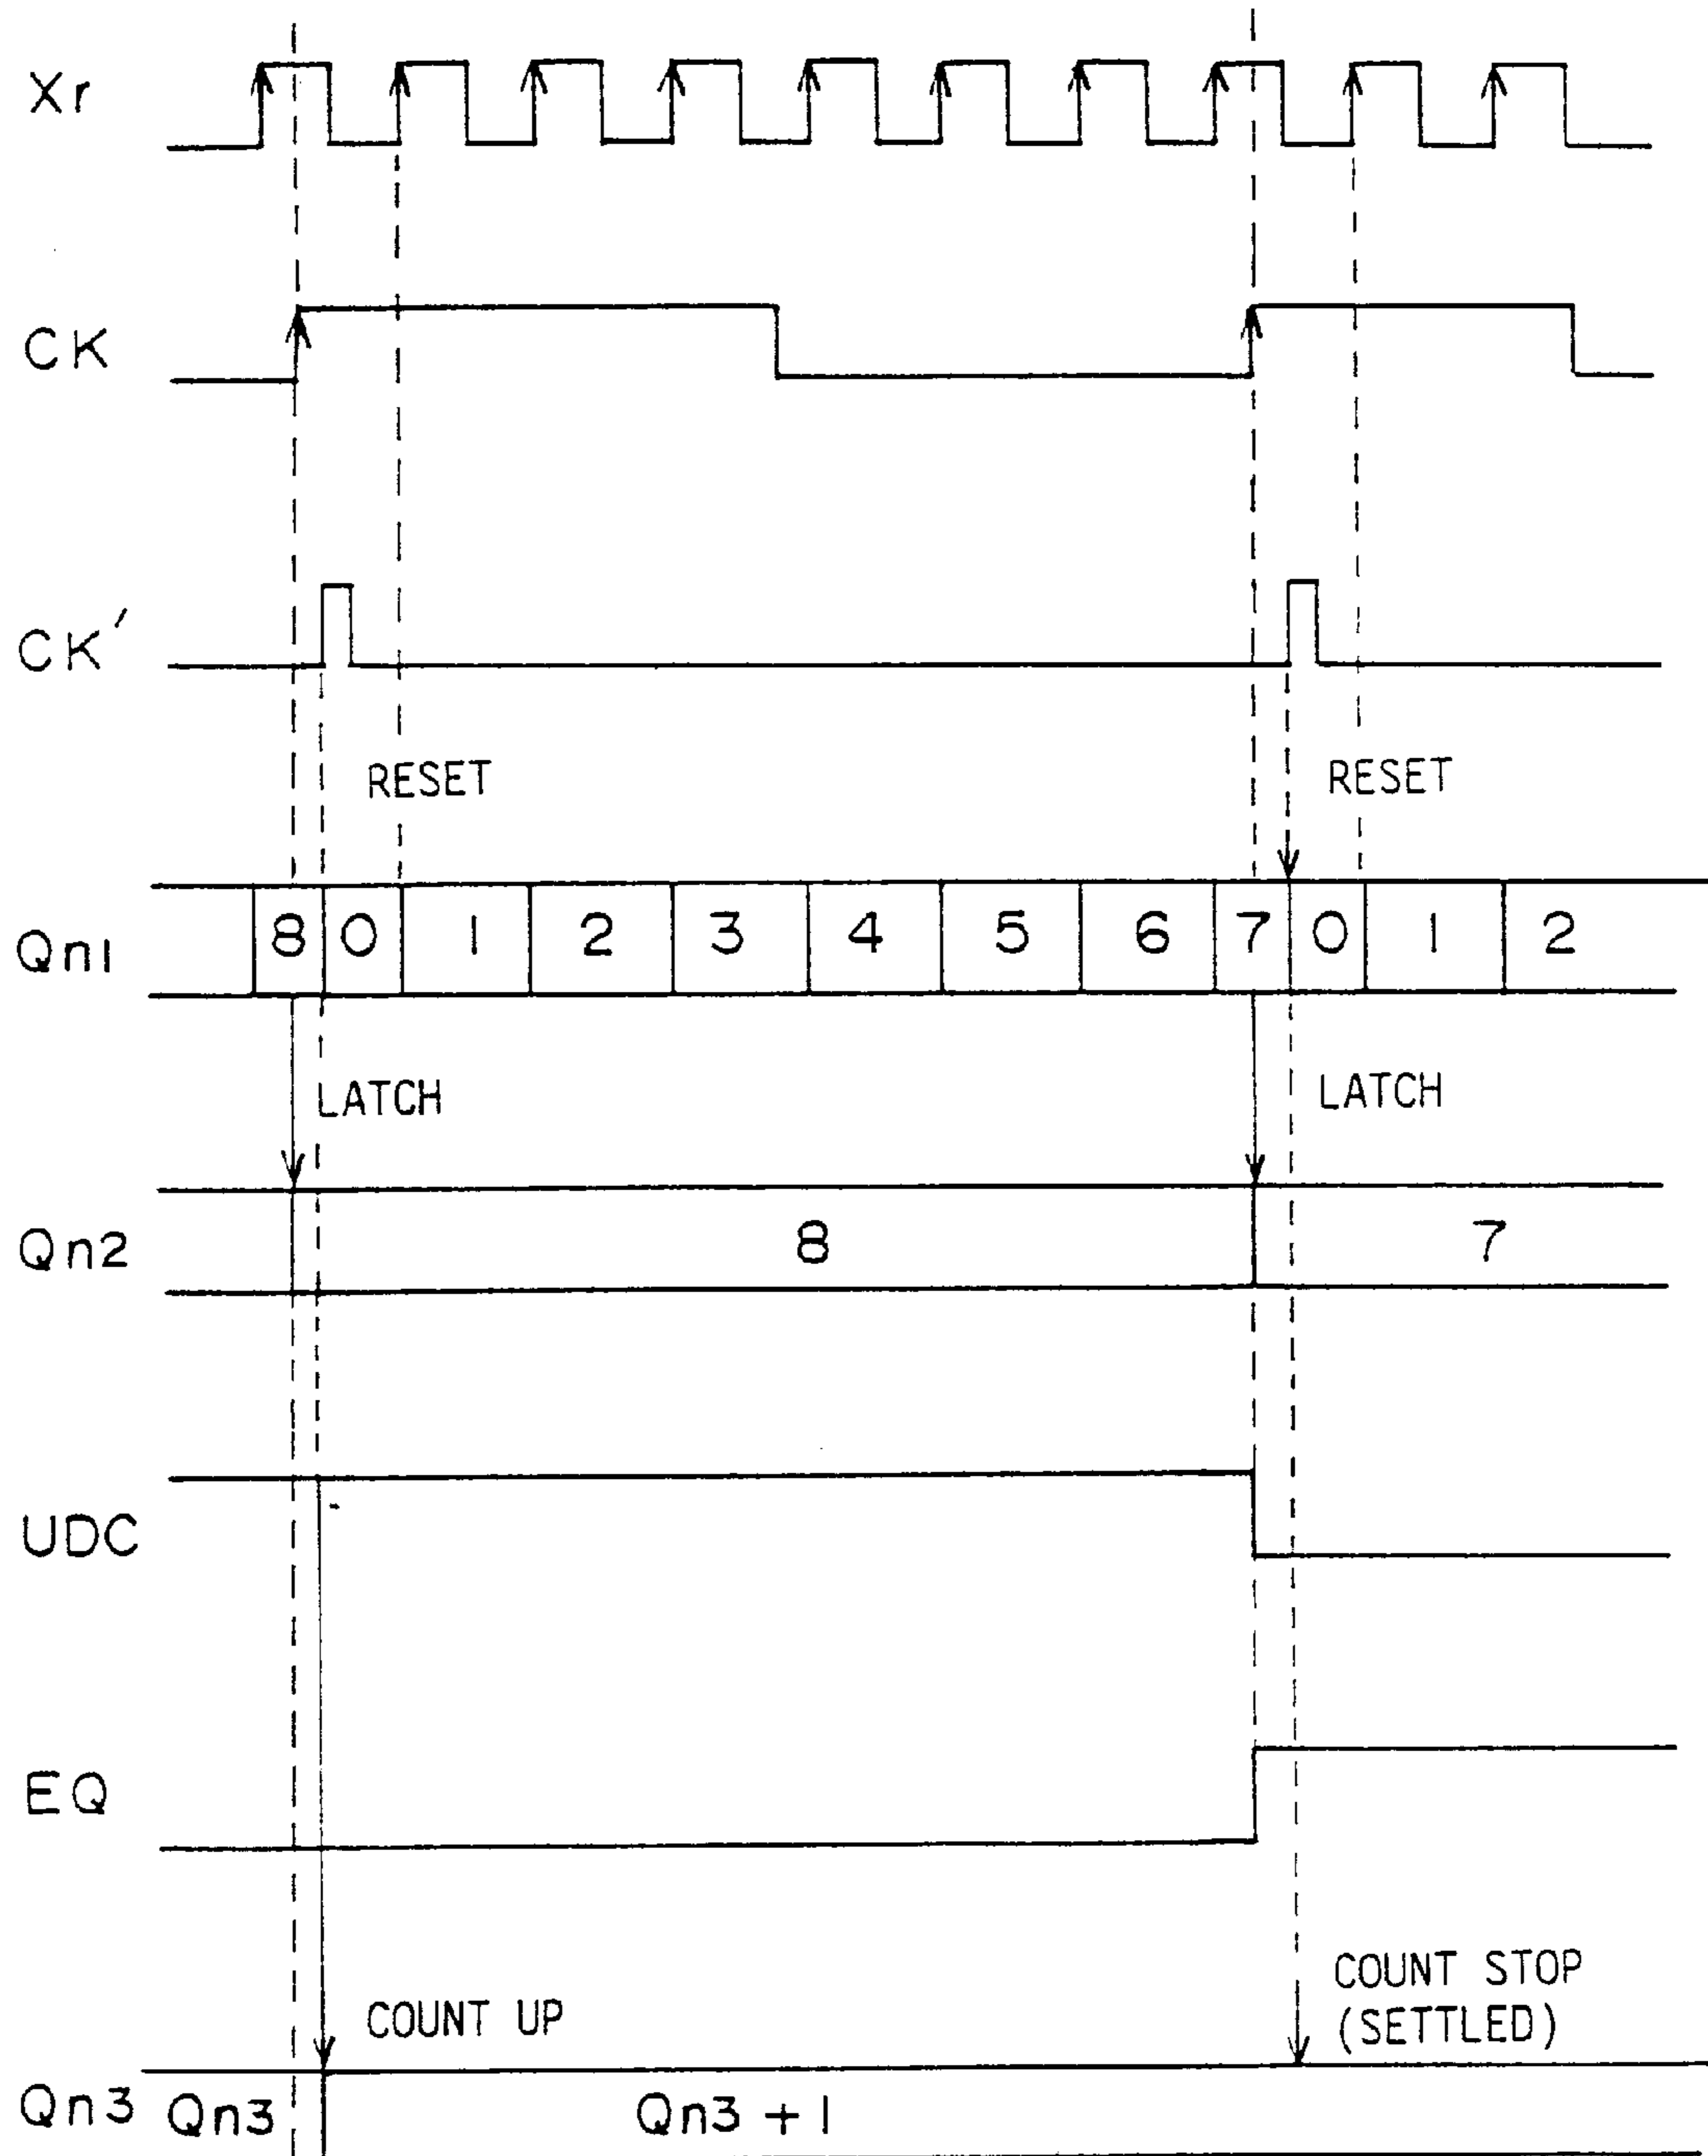 Xr
CK
CK′
RESET RESET
Qn1 8 0 1 2 3 4 5 6 7 0 1 2
LATCH LATCH
Qn2 8 7
UDC
EQ
COUNT STOP
(SETTLED)
COUNT UP
Qn3 Qn3 Qn3+1